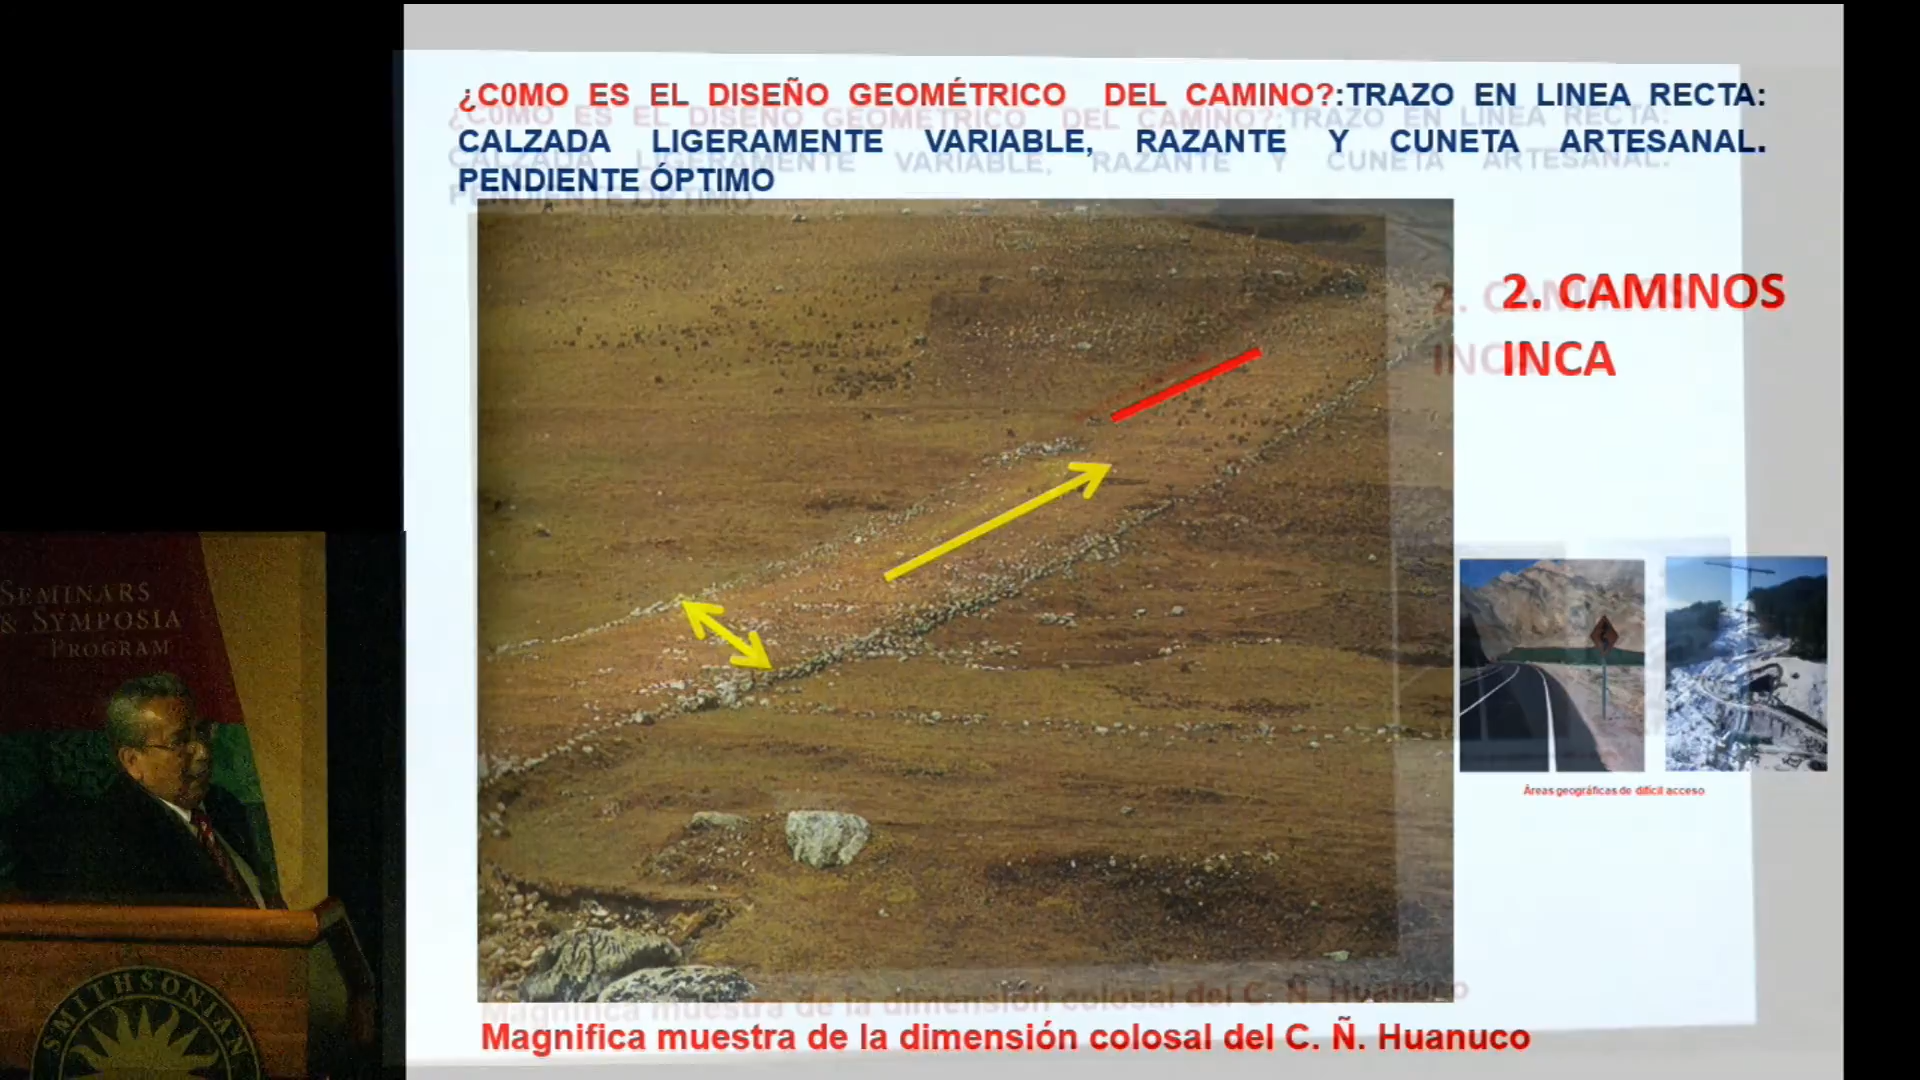 ¿C0MO ES EL DISEÑO GEOMÉTRICO DEL CAMINO?:TRAZO EN LINEA RECTA:
CALZADA LIGERAMENTE VARIABLE, RAZANTE Y CUNETA ARTESANAL.
PENDIENTE ÓPTIMO
2. CAMINOS
INCA
Áreas geográficas de difícil acceso
Magnifica muestra de la dimensión colosal del C. Ñ. Huanuco
SEMINARS
& SYMPOSIA
PROGRAM
SMITHSONIAN